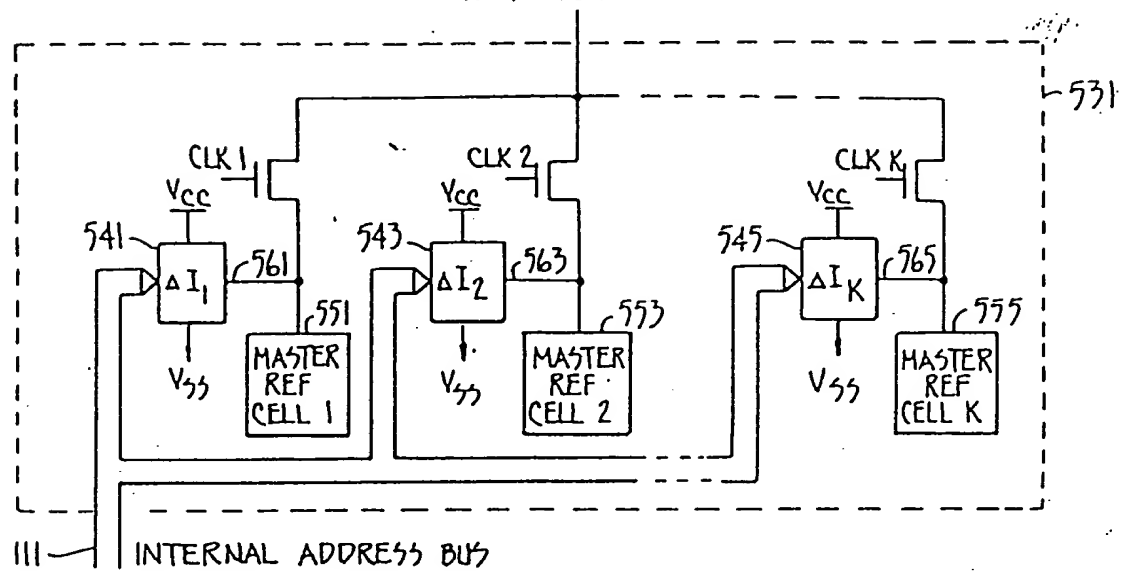 531
CLK 1
CLK 2
CLK K
VCC
VCC
VCC
541
543
545
ΔI1
561
ΔI2
563
ΔIK
565
551
553
555
VSS
VSS
VSS
MASTER
REF
CELL 1
MASTER
REF
CELL 2
MASTER
REF
CELL K
111
INTERNAL ADDRESS BUS